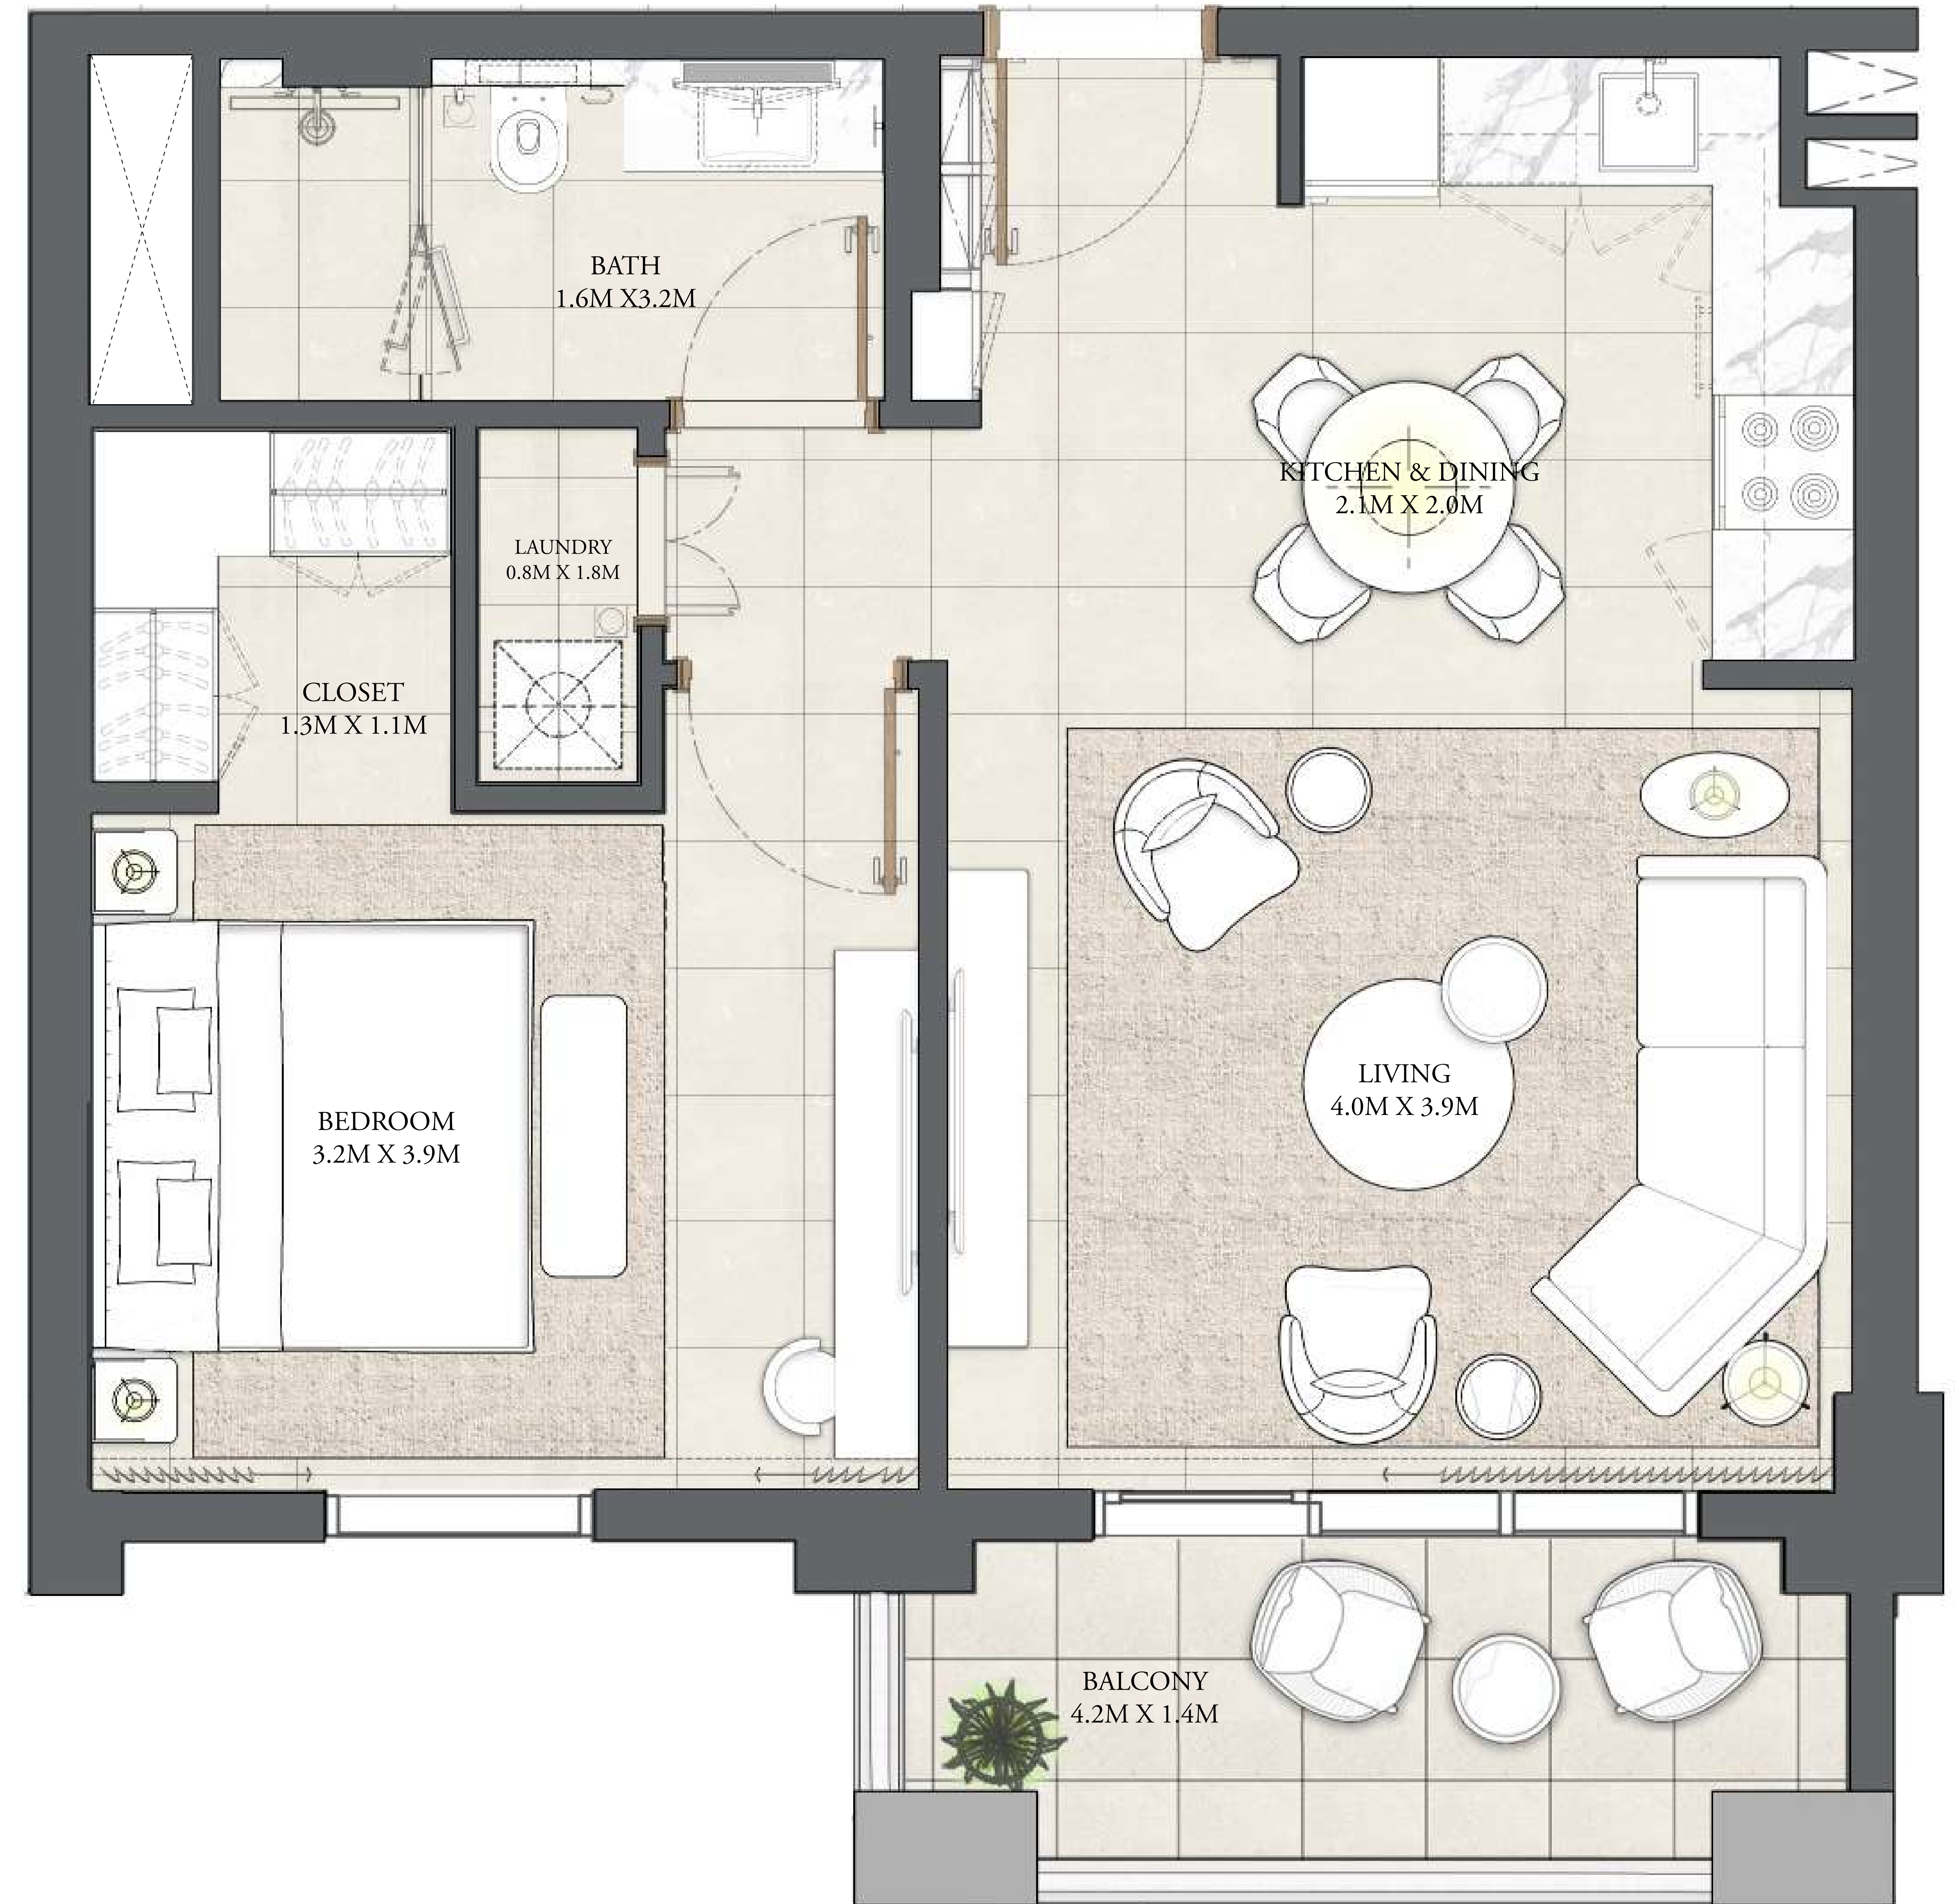 BATH
1.6M X3.2M
KITCHEN & DINING
2.1M X 2.0M
LAUNDRY
0.8M X 1.8M
CLOSET
1.3M X 1.1M
LIVING
4.0M X 3.9M
BEDROOM
3.2M X 3.9M
BALCONY
4.2M X 1.4M